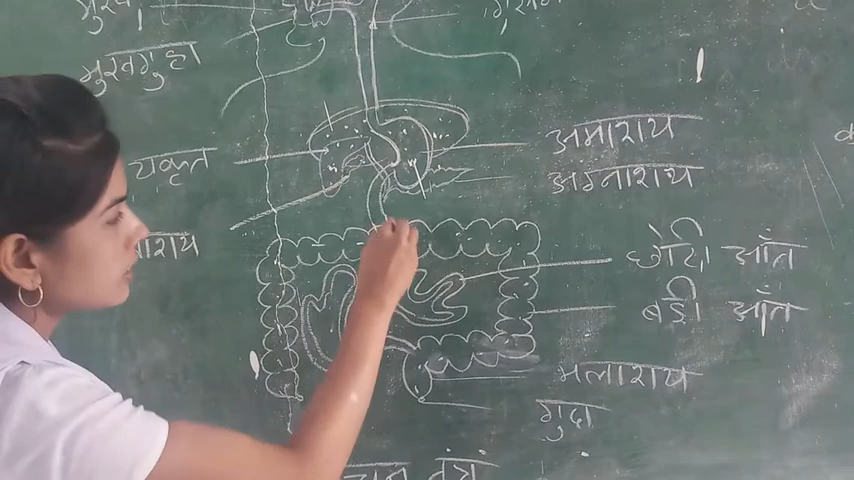 मुखगुहा
यकृत
आमाशय
अग्नाशय
छोटी आँत
बड़ी आँत
मलाशय
गुदा